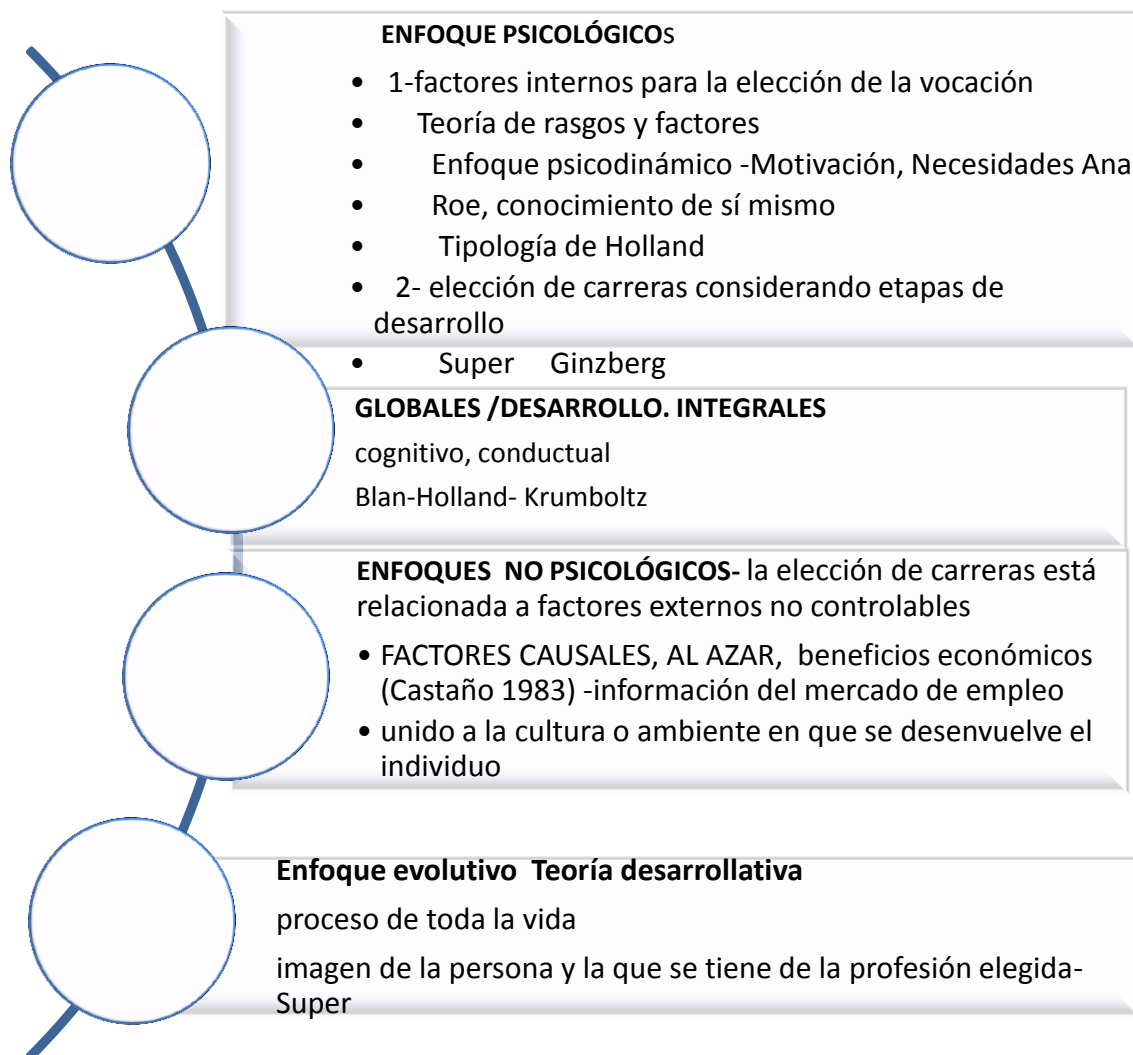 ENFOQUE PSICOLÓGICOs
• 1-factores internos para la elección de la vocación
• Teoría de rasgos y factores
• Enfoque psicodinámico -Motivación, Necesidades Ana
• Roe, conocimiento de sí mismo
• Tipología de Holland
• 2- elección de carreras considerando etapas de
desarrollo
• Super Ginzberg
GLOBALES /DESARROLLO. INTEGRALES
cognitivo, conductual
Blan-Holland- Krumboltz
ENFOQUES NO PSICOLÓGICOS- la elección de carreras está
relacionada a factores externos no controlables
• FACTORES CAUSALES, AL AZAR, beneficios económicos
(Castaño 1983) -información del mercado de empleo
• unido a la cultura o ambiente en que se desenvuelve el
individuo
Enfoque evolutivo Teoría desarrollativa
proceso de toda la vida
imagen de la persona y la que se tiene de la profesión elegida-
Super